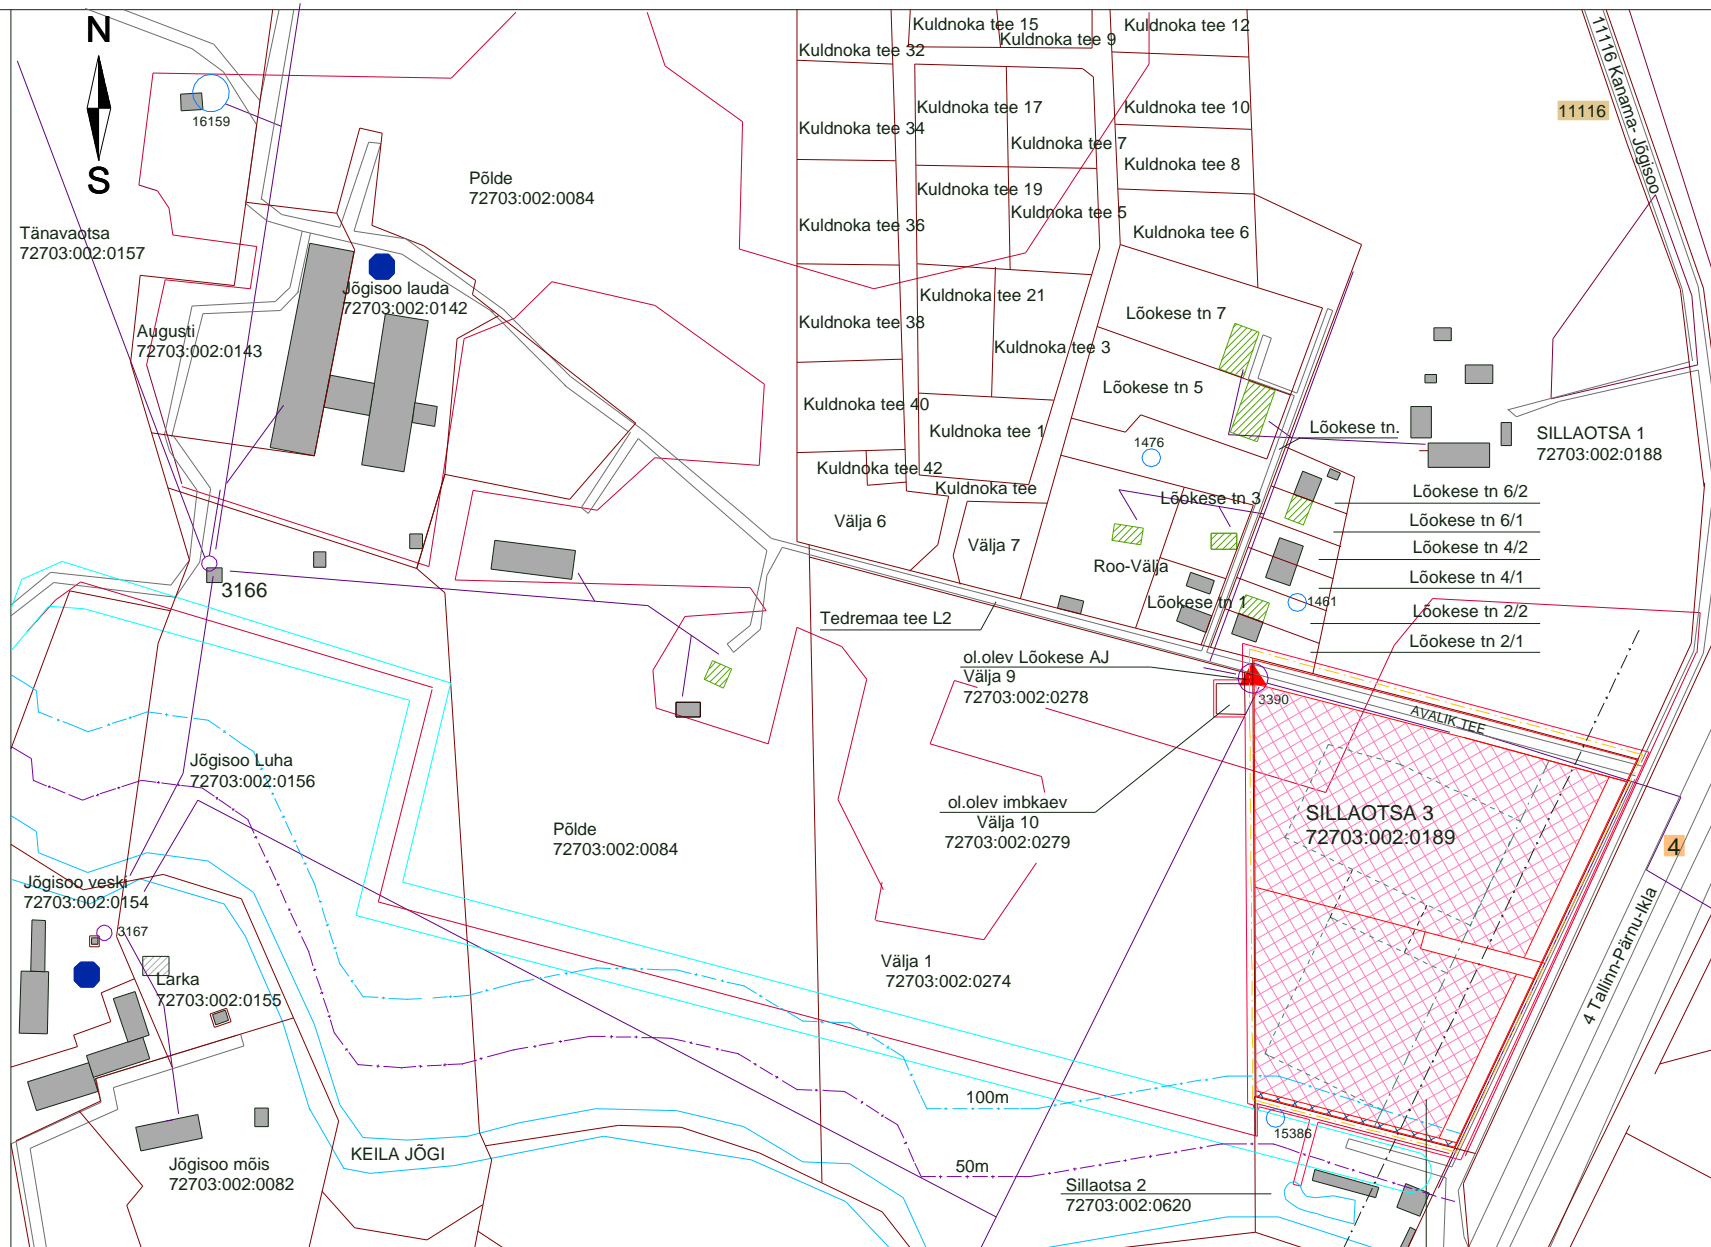 N
S
16159
Põlde
72703:002:0084
Tänavaotsa
72703:002:0157
Jõgisoo lauda
72703:002:0142
Augusti
72703:002:0143
Kuldnoka tee 15
Kuldnoka tee 9
Kuldnoka tee 12
Kuldnoka tee 32
Kuldnoka tee 17
Kuldnoka tee 10
Kuldnoka tee 34
Kuldnoka tee 7
Kuldnoka tee 8
Kuldnoka tee 19
Kuldnoka tee 5
Kuldnoka tee 36
Kuldnoka tee 6
Kuldnoka tee 21
Kuldnoka tee 38
Kuldnoka tee 3
Kuldnoka tee 40
Kuldnoka tee 1
Kuldnoka tee 42
Kuldnoka tee
Välja 6
Välja 7
11116 Kanama- Jõgisoo
11116
Lõokese tn 7
Lõokese tn 5
Lõokese tn.
1476
Lõokese tn 3
Roo-Välja
Lõokese tn 1
1461
SILLAOTSA 1
72703:002:0188
Lõokese tn 6/2
Lõokese tn 6/1
Lõokese tn 4/2
Lõokese tn 4/1
Lõokese tn 2/2
Lõokese tn 2/1
3166
Tedremaa tee L2
ol.olev Lõokese AJ
Välja 9
72703:002:0278
3390
AVALIK TEE
ol.olev imbkaev
Välja 10
72703:002:0279
SILLAOTSA 3
72703:002:0189
4
4 Tallinn-Pärnu-Ikla
Jõgisoo Luha
72703:002:0156
Põlde
72703:002:0084
Jõgisoo veski
72703:002:0154
3167
Larka
72703:002:0155
Välja 1
72703:002:0274
100m
50m
15386
KEILA JÕGI
Jõgisoo mõis
72703:002:0082
Sillaotsa 2
72703:002:0620